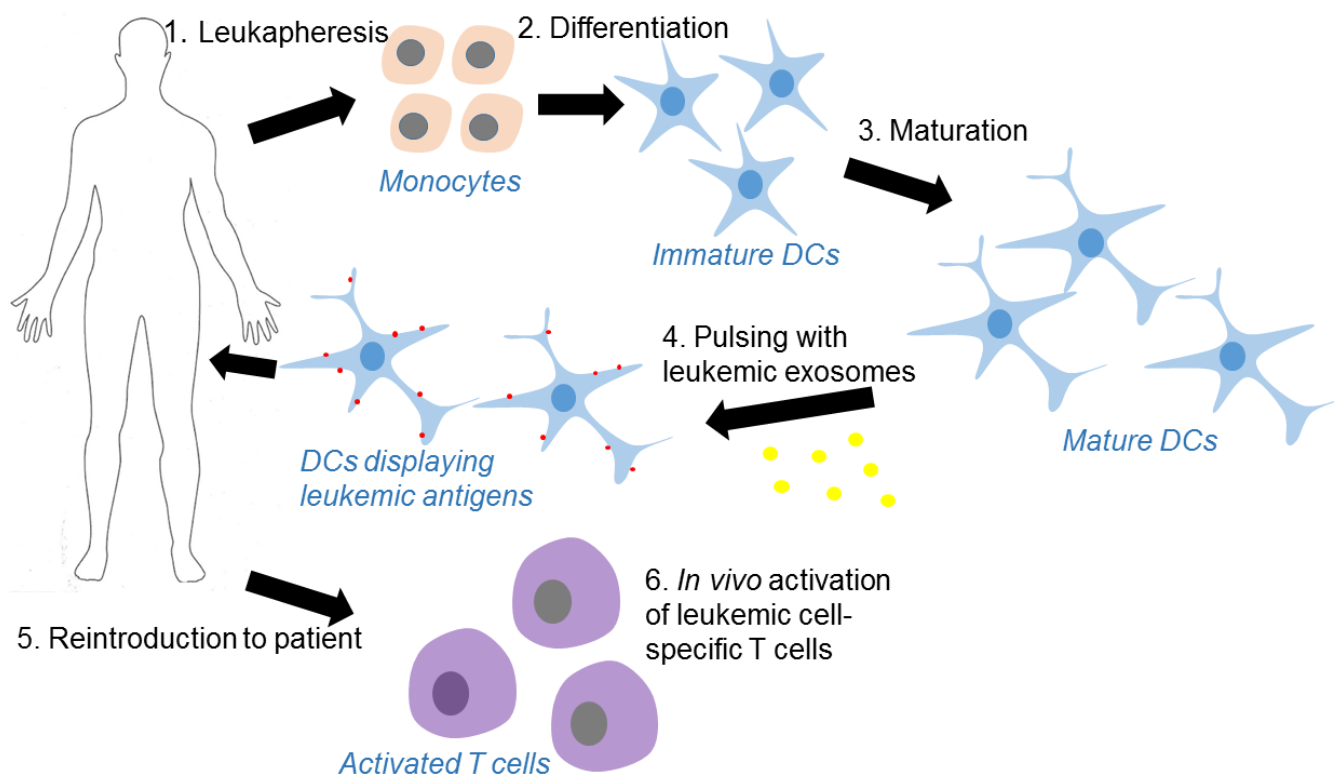 1. Leukapheresis
2. Differentiation
Monocytes
3. Maturation
Immature DCs
4. Pulsing with
leukemic exosomes
Mature DCs
DCs displaying
leukemic antigens
5. Reintroduction to patient
6. In vivo activation
of leukemic cell-
specific T cells
Activated T cells